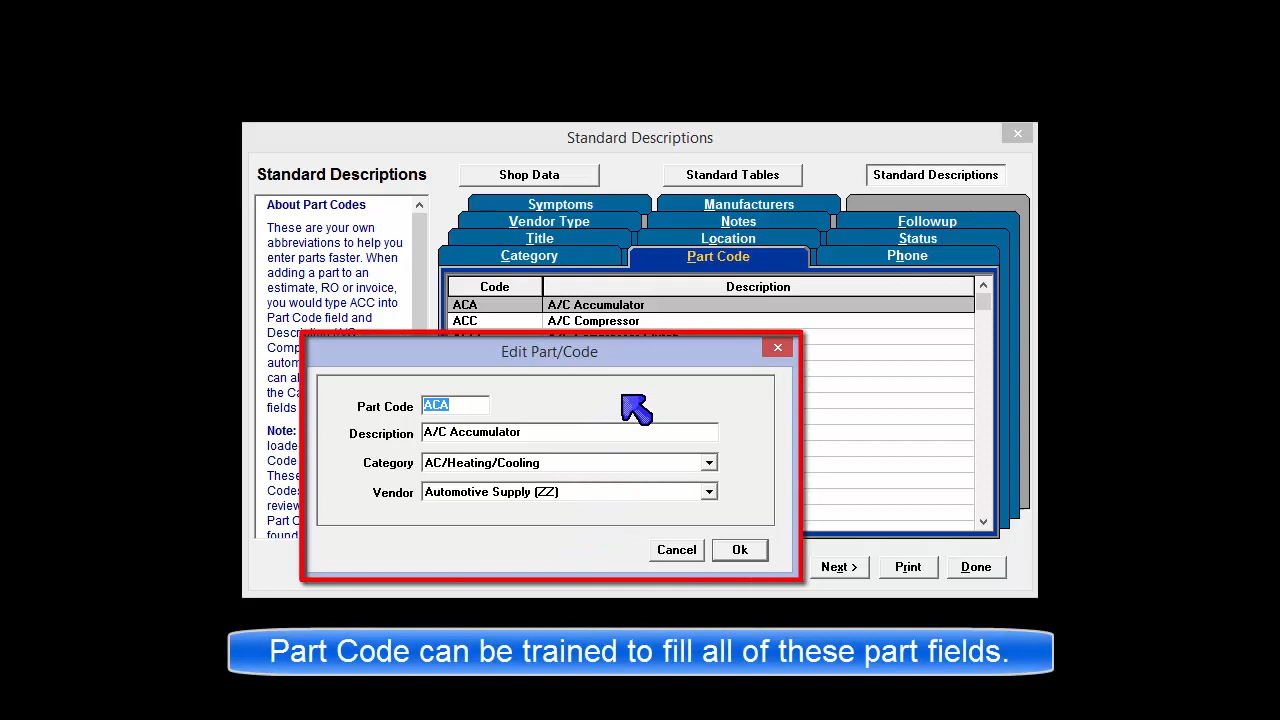 Standard Descriptions
Standard Descriptions
Shop Data
Standard Tables
Standard Descriptions
About Part Codes
These are your own
abbreviations to help you
enter parts faster. When
adding a part to an
estimate, RO or invoice,
you would type ACC into
Part Code field and
Comp
autom
can al
the Ca
fields
Note:
loade
Code
These
Codes
review
Part C
found
Symptoms
Manufacturers
Vendor Type
Notes
Followup
Title
Location
Status
Category
Part Code
Phone
Code Description
ACA A/C Accumulator
ACC A/C Compressor
Edit Part/Code
Part Code ACA
Description A/C Accumulator
Category AC/Heating/Cooling
Vendor Automotive Supply (ZZ)
Cancel
Ok
Next >
Print
Done
Part Code can be trained to fill all of these part fields.